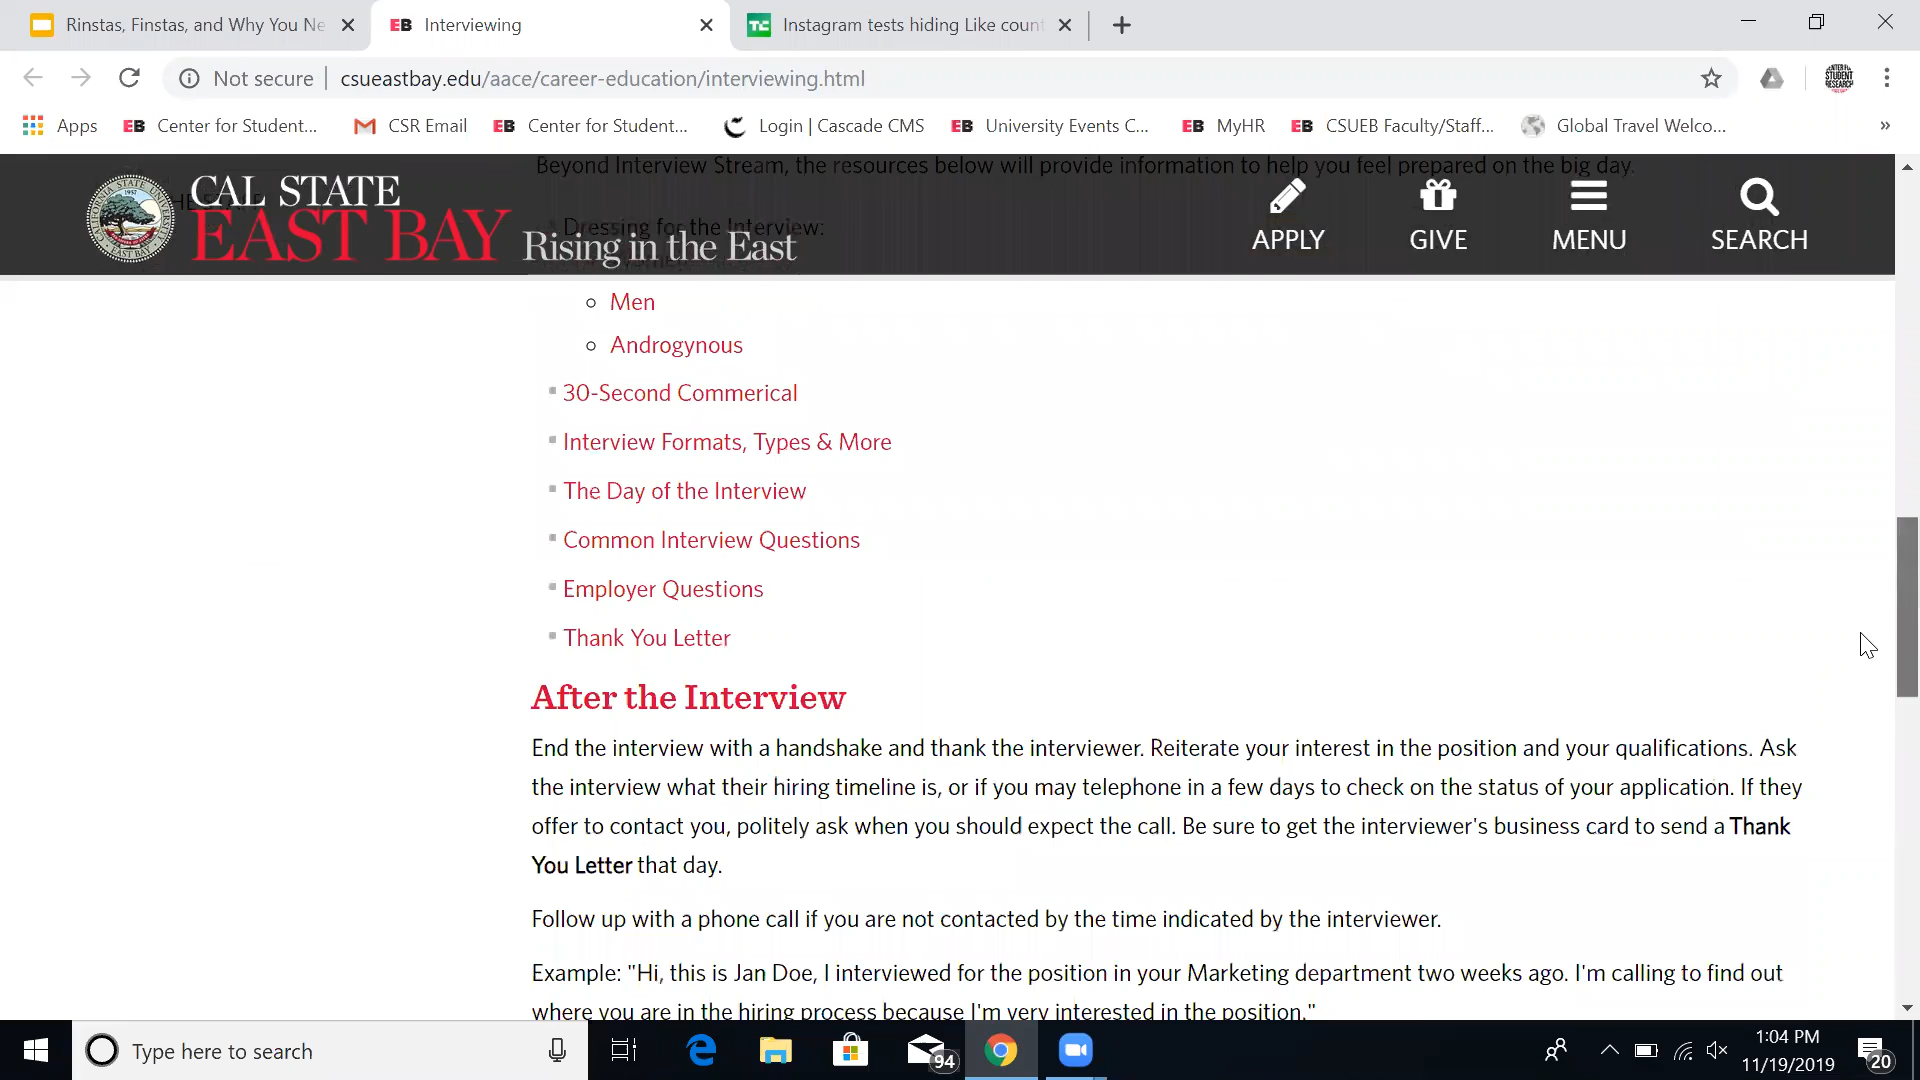 Rinstas, Finstas, and Why You Ne
Interviewing
Instagram tests hiding Like count
Not secure
csueastbay.edu/aace/career-education/interviewing.html
Apps
EB Center for Student...
CSR Email
EB Center for Student...
Login | Cascade CMS
EB University Events C...
EB MyHR
EB CSUEB Faculty/Staff...
Global Travel Welco...
»
Beyond Interview Stream, the resources below will provide information to help you feel prepared on the big day.
CAL STATE
EAST BAY
Rising in the East
Dressing for the Interview:
APPLY
GIVE
MENU
SEARCH
Men
Androgynous
30-Second Commerical
Interview Formats, Types & More
The Day of the Interview
Common Interview Questions
Employer Questions
Thank You Letter
After the Interview
End the interview with a handshake and thank the interviewer. Reiterate your interest in the position and your qualifications. Ask
the interview what their hiring timeline is, or if you may telephone in a few days to check on the status of your application. If they
offer to contact you, politely ask when you should expect the call. Be sure to get the interviewer's business card to send a Thank
You Letter that day.
Follow up with a phone call if you are not contacted by the time indicated by the interviewer.
Example: "Hi, this is Jan Doe, I interviewed for the position in your Marketing department two weeks ago. I'm calling to find out
where you are in the hiring process because I'm very interested in the position."
Type here to search
94
1:04 PM
11/19/2019
20